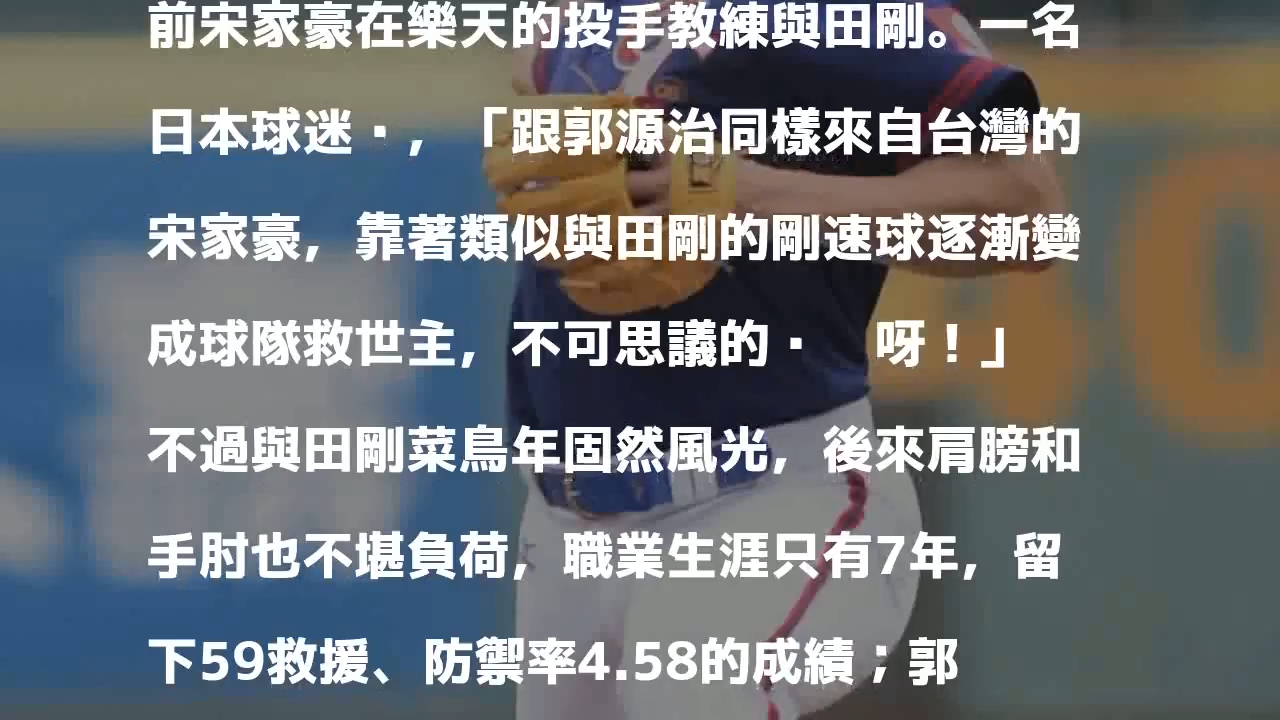 前宋家豪在樂天的投手教練與田剛。一名
日本球迷▪，「跟郭源治同樣來自台灣的
宋家豪，靠著類似與田剛的剛速球逐漸變
成球隊救世主，不可思議的▪　呀！」
不過與田剛菜鳥年固然風光，後來肩膀和
手肘也不堪負荷，職業生涯只有7年，留
下59救援、防禦率4.58的成績；郭